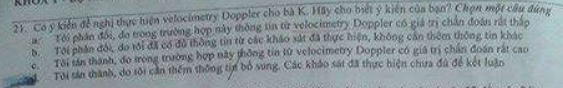 21. Có ý kiến đề nghị thực hiện velocimetry Doppler cho bà K. Hãy cho biết ý kiến của bạn? Chọn một câu đúng
a. Tôi phản đối, do trong trường hợp này thông tin từ velocimetry Doppler có giá trị chẩn đoán rất thấp
b. Tôi phản đối, do tôi đã có đủ thông tin từ các khảo sát đã thực hiện, không cần thêm thông tin khác
c. Tôi tán thành, do trong trường hợp này thông tin từ velocimetry Doppler có giá trị chẩn đoán rất cao
Tôi tán thành, do tôi cần thêm thông tin bổ sung. Các khảo sát đã thực hiện chưa đủ để kết luận